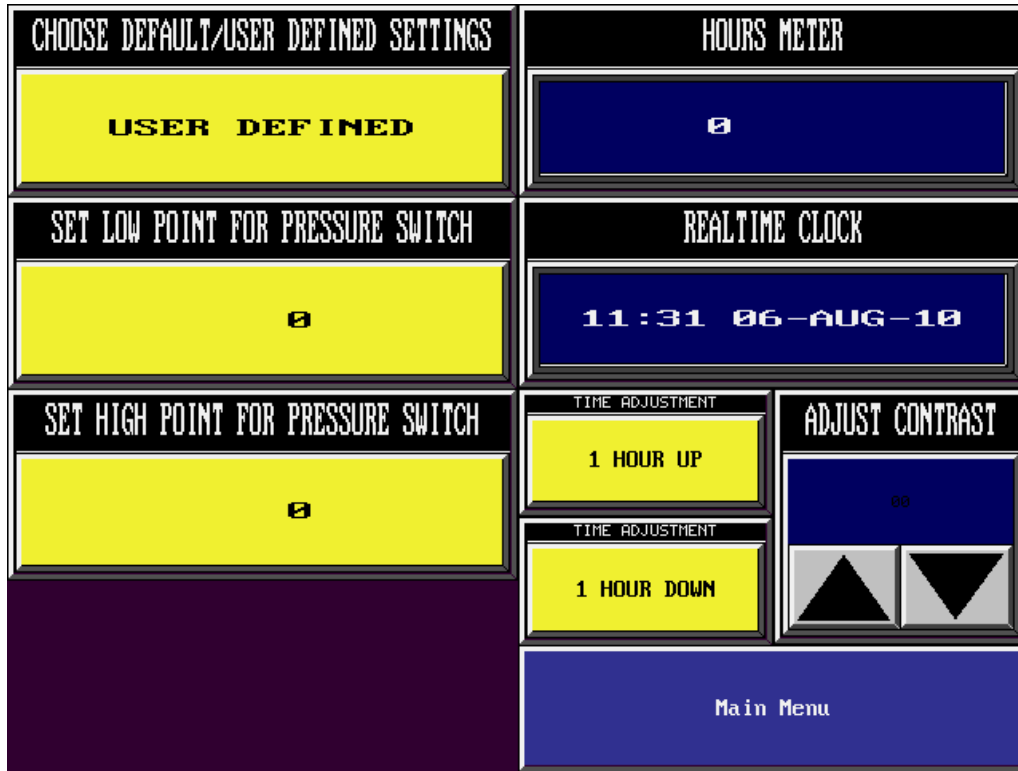 CHOOSE DEFAULT/USER DEFINED SETTINGS
USER DEFINED
SET LOW POINT FOR PRESSURE SWITCH
0
SET HIGH POINT FOR PRESSURE SWITCH
0
HOURS METER
0
REALTIME CLOCK
11:31 06-AUG-10
TIME ADJUSTMENT
1 HOUR UP
TIME ADJUSTMENT
1 HOUR DOWN
ADJUST CONTRAST
00
Main Menu